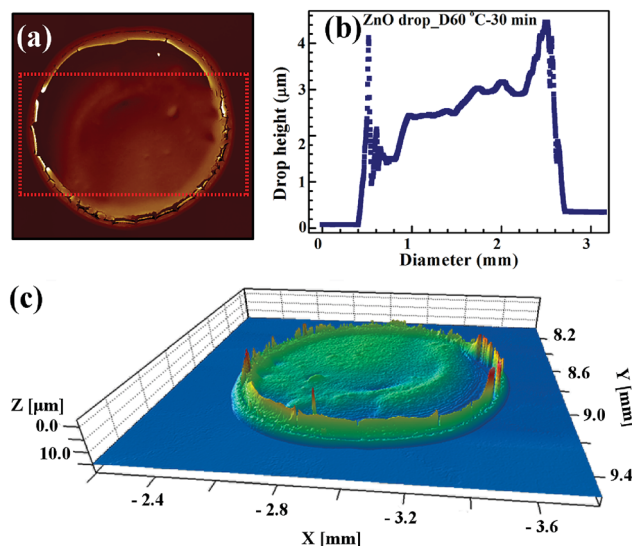 (a)
(b)
ZnO drop_D60 °C-30 min
Drop height (µm)
4
3
2
1
0
0 1 2 3
Diameter (mm)
(c)
Z [µm]
0.0
10.0
- 2.4
- 2.8
- 3.2
- 3.6
X [mm]
8.2
8.6
9.0
9.4
Y [mm]